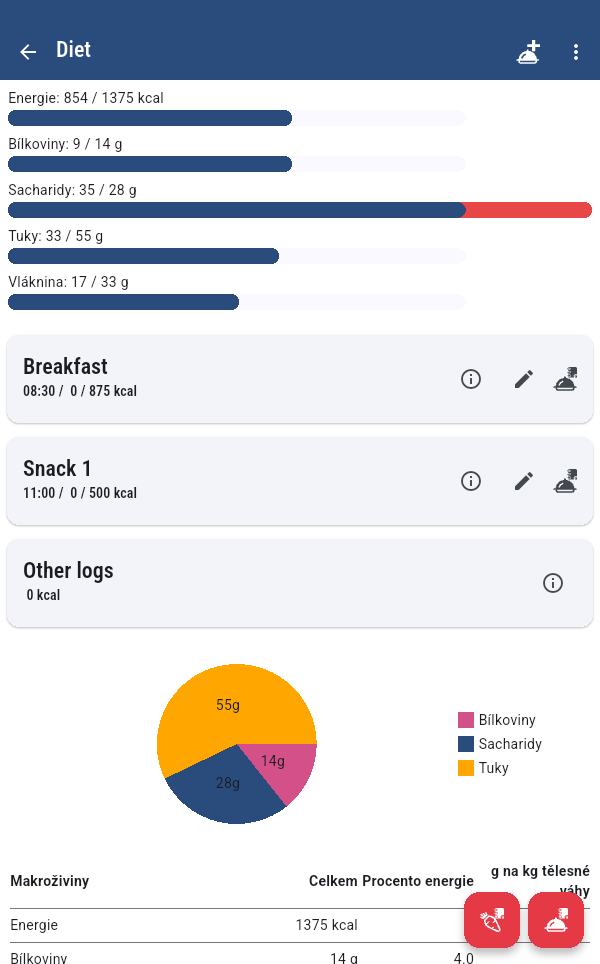 Diet
Energie: 854 / 1375 kcal
Bílkoviny: 9 / 14 g
Sacharidy: 35 / 28 g
Tuky: 33 / 55 g
Vláknina: 17 / 33 g
Breakfast
08:30 / 0 / 875 kcal
Snack 1
11:00 / 0 / 500 kcal
Other logs
0 kcal
55g
14g
28g
Bílkoviny
Sacharidy
Tuky
Makroživiny Celkem Procento energie g na kg tělesné váhy
Energie 1375 kcal
Bílkoviny 14 g 4.0